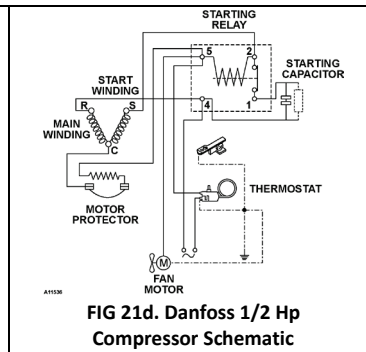 STARTING
RELAY
5
2
START
WINDING
STARTING
CAPACITOR
R
S
4
1
MAIN
WINDING
C
THERMOSTAT
MOTOR
PROTECTOR
M
FAN
MOTOR
A11536
FIG 21d. Danfoss 1/2 Hp
Compressor Schematic